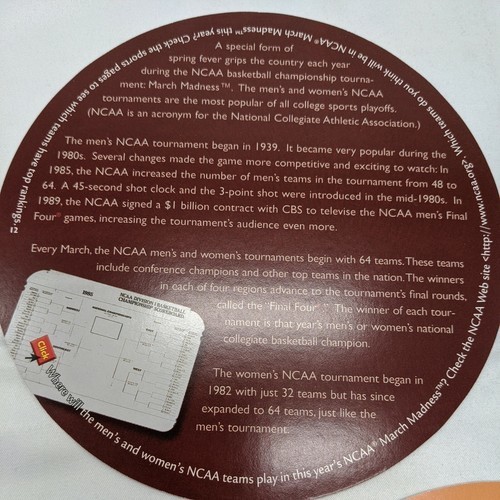 A special form of
spring fever grips the country each year
during the NCAA basketball championship tourna-
ment: March Madness™. The men's and women's NCAA
tournaments are the most popular of all college sports playoffs.
(NCAA is an acronym for the National Collegiate Athletic Association.)
The men's NCAA tournament began in 1939. It became very popular during the
1980s. Several changes made the game more competitive and exciting to watch: In
1985, the NCAA increased the number of men's teams in the tournament from 48 to
64. A 45-second shot clock and the 3-point shot were introduced in the mid-1980s. In
1989, the NCAA signed a $1 billion contract with CBS to televise the NCAA men's Final
Four® games, increasing the tournament's audience even more.
Every March, the NCAA men's and women's tournaments begin with 64 teams. These teams
include conference champions and other top teams in the nation. The winners
in each of four regions advance to the tournament's final rounds,
called the "Final Four®." The winner of each tour-
nament is that year's men's or women's national
collegiate basketball champion.
The women's NCAA tournament began in
1982 with just 32 teams but has since
expanded to 64 teams, just like the
men's tournament.
NCAA DIVISION I BASKETBALL
CHAMPIONSHIP SCOREBOARD
Click
Where will the men's and women's NCAA teams play in this year's NCAA® March Madness™? Check the NCAA Web site <http://www.ncaa.org>. Which teams do you think will be in NCAA® March Madness™ this year? Check the sports pages to see which teams have top rankings.